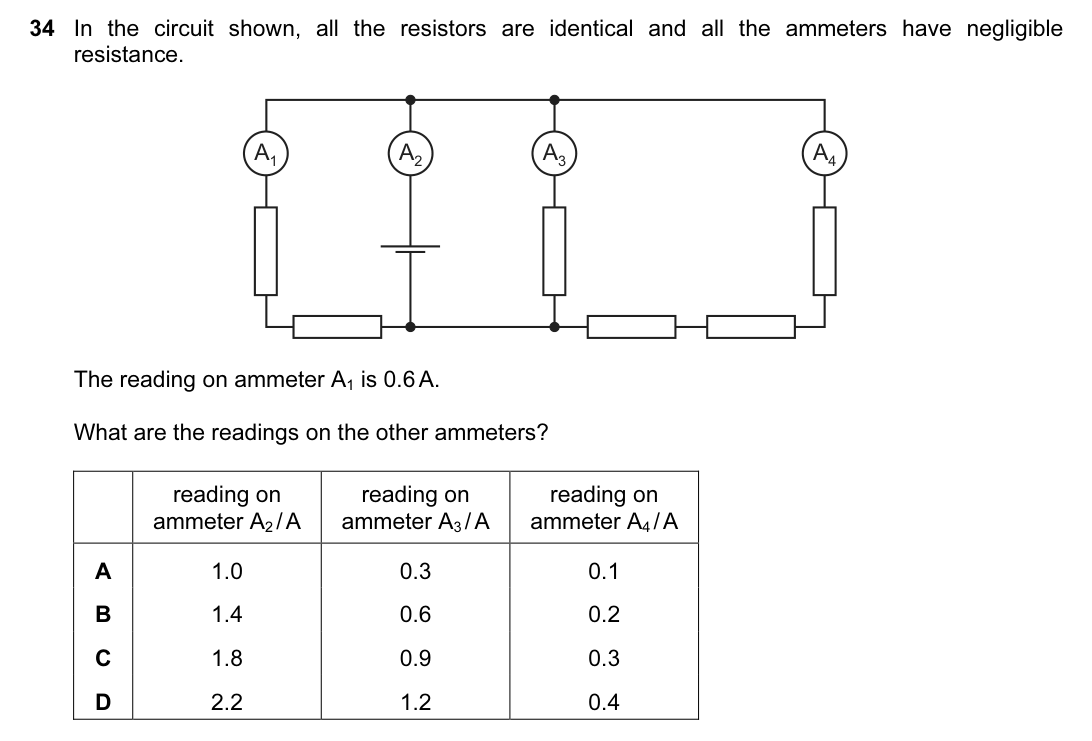 34 In the circuit shown, all the resistors are identical and all the ammeters have negligible
resistance.
A₁ A₂ A₃ A₄
The reading on ammeter A₁ is 0.6 A.
What are the readings on the other ammeters?
reading on reading on reading on
ammeter A₂ / A ammeter A₃ / A ammeter A₄ / A
A 1.0 0.3 0.1
B 1.4 0.6 0.2
C 1.8 0.9 0.3
D 2.2 1.2 0.4